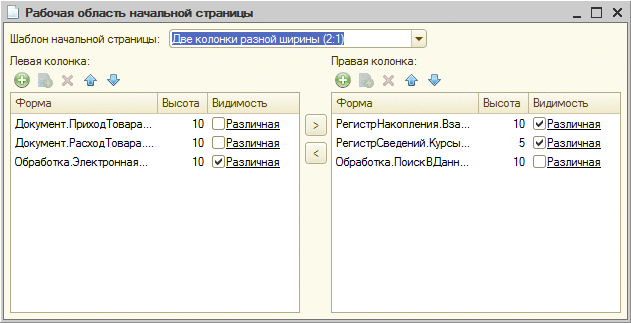 Рабочая область начальной страницы
Шаблон начальной страницы: Две колонки разной ширины (2:1)
Левая колонка: Правая колонка:
Форма Высота Видимость Форма Высота Видимость
Документ.ПриходТовара... 10 Различная > РегистрНакопления.Вза... 10 Различная
Документ.РасходТовара.... 10 Различная РегистрСведений.Курсы... 5 Различная
Обработка.Электронная... 10 Различная < Обработка.ПоискВДанн... 10 Различная